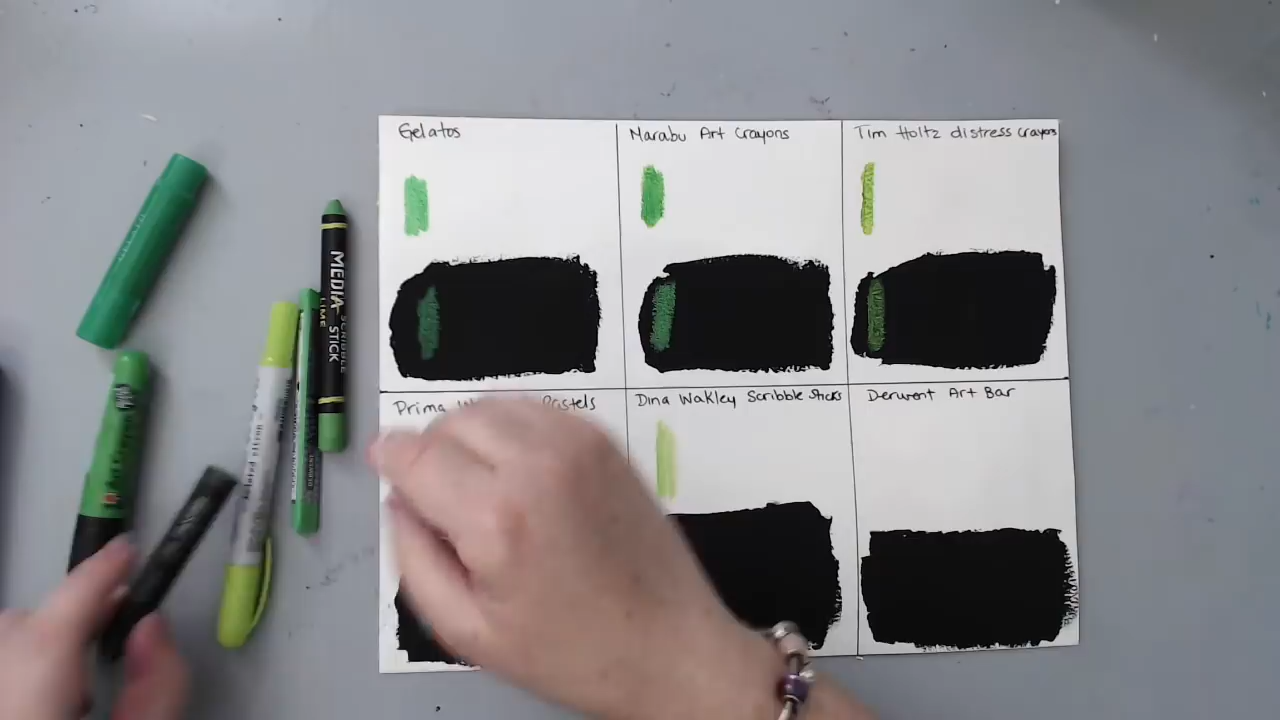 Gelatos
Marabu Art Crayons
Tim Holtz distress Crayons
MEDIA SCRIBBLE
LIME STICK
Prima Pastels
Dina Wakley Scribble Sticks
Derwent Art Bar